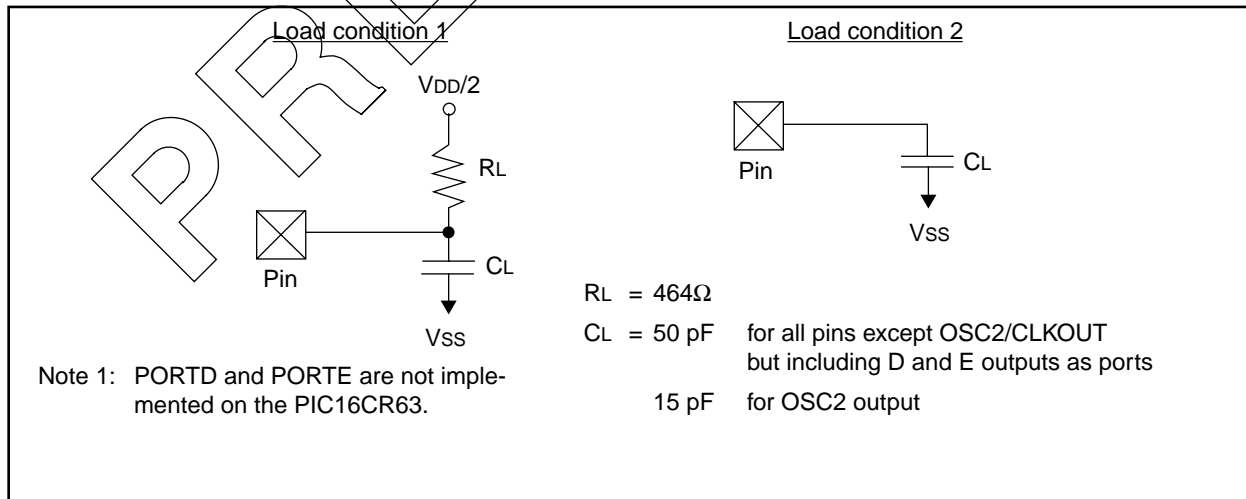 Load condition 1
VDD/2
RL
Pin
CL
VSS
Note 1: PORTD and PORTE are not imple-
mented on the PIC16CR63.
Load condition 2
Pin
CL
VSS
RL = 464Ω
CL = 50 pF for all pins except OSC2/CLKOUT
but including D and E outputs as ports
15 pF for OSC2 output
PR